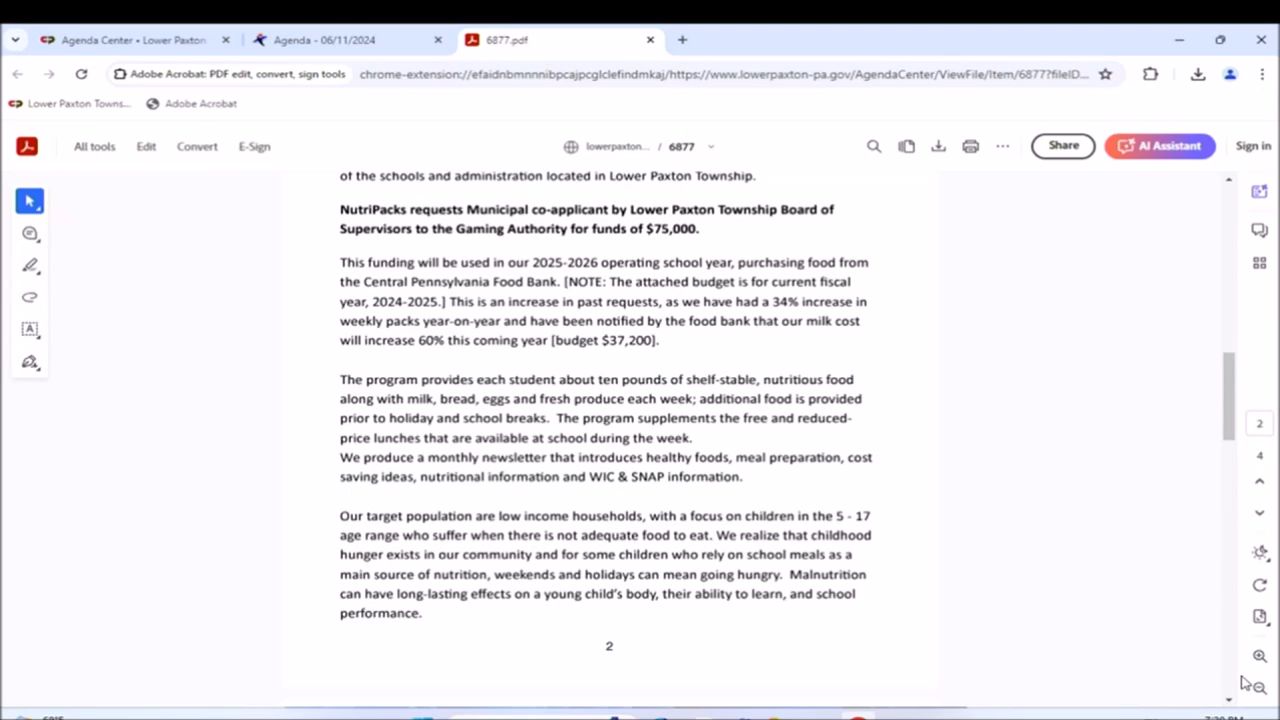 Agenda Center • Lower Paxton
Agenda - 06/11/2024
6877.pdf
Adobe Acrobat: PDF edit, convert, sign tools
chrome-extension://efaidnbmnnnibpcajpcglclefindmkaj/https://www.lowerpaxton-pa.gov/AgendaCenter/ViewFile/Item/6877?fileID...
Lower Paxton Towns...
Adobe Acrobat
All tools
Edit
Convert
E-Sign
lowerpaxton... / 6877
Share
AI Assistant
Sign in
of the schools and administration located in Lower Paxton Township.
NutriPacks requests Municipal co-applicant by Lower Paxton Township Board of
Supervisors to the Gaming Authority for funds of $75,000.
This funding will be used in our 2025-2026 operating school year, purchasing food from
the Central Pennsylvania Food Bank. [NOTE: The attached budget is for current fiscal
year, 2024-2025.] This is an increase in past requests, as we have had a 34% increase in
weekly packs year-on-year and have been notified by the food bank that our milk cost
will increase 60% this coming year [budget $37,200].
The program provides each student about ten pounds of shelf-stable, nutritious food
along with milk, bread, eggs and fresh produce each week; additional food is provided
prior to holiday and school breaks. The program supplements the free and reduced-
price lunches that are available at school during the week.
We produce a monthly newsletter that introduces healthy foods, meal preparation, cost
saving ideas, nutritional information and WIC & SNAP information.
Our target population are low income households, with a focus on children in the 5 - 17
age range who suffer when there is not adequate food to eat. We realize that childhood
hunger exists in our community and for some children who rely on school meals as a
main source of nutrition, weekends and holidays can mean going hungry. Malnutrition
can have long-lasting effects on a young child's body, their ability to learn, and school
performance.
2
2
4